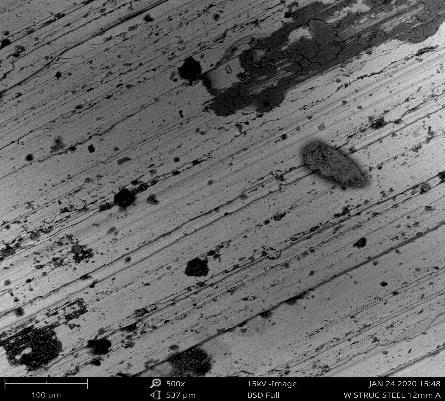 500x 15kV -Image JAN 24 2020 15:48
100 µm 537 µm BSD Full W STRUC STEEL 12mm A